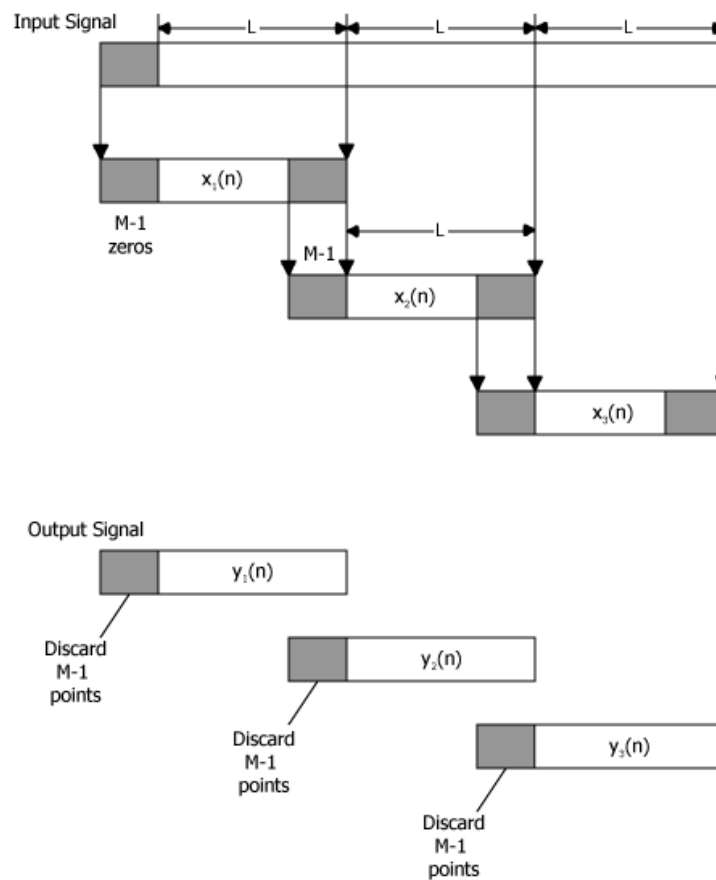 Input Signal
L
L
L
x₁(n)
M-1
zeros
L
M-1
x₂(n)
x₃(n)
Output Signal
y₁(n)
Discard
M-1
points
y₂(n)
Discard
M-1
points
y₃(n)
Discard
M-1
points